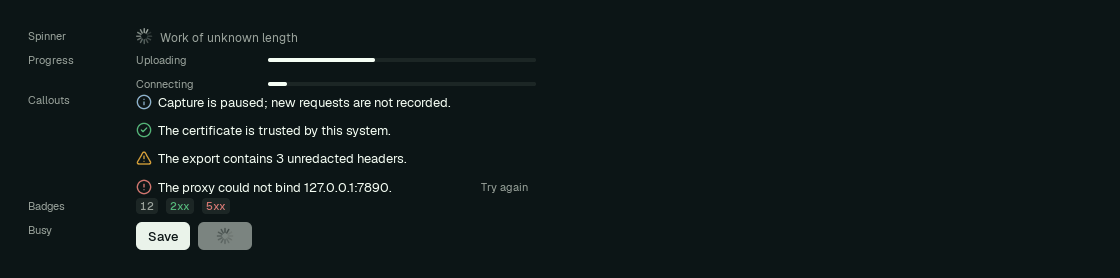 Spinner Work of unknown length
Progress Uploading
Connecting
Callouts Capture is paused; new requests are not recorded.
The certificate is trusted by this system.
The export contains 3 unredacted headers.
The proxy could not bind 127.0.0.1:7890. Try again
Badges 12 2xx 5xx
Busy Save